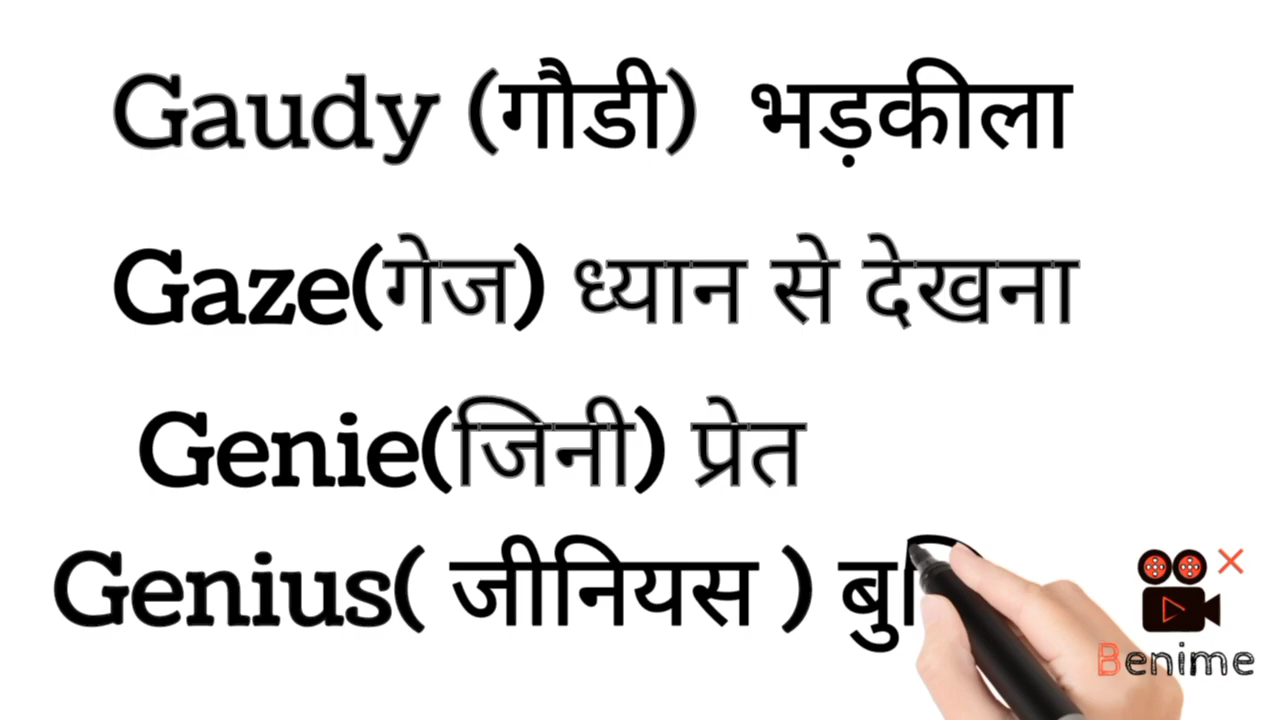 Gaudy (गौडी) भड़कीला
Gaze(गेज) ध्यान से देखना
Genie(जिनी) प्रेत
Genius( जीनियस )
Benime